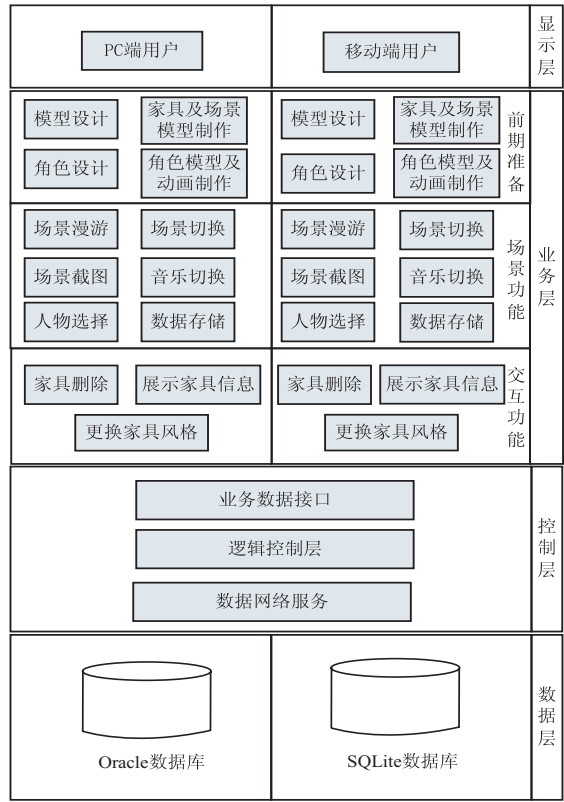 PC端用户
移动端用户
显示层
模型设计
家具及场景
模型制作
模型设计
家具及场景
模型制作
角色设计
角色模型及
动画制作
角色设计
角色模型及
动画制作
前期准备
场景漫游
场景切换
场景漫游
场景切换
场景截图
音乐切换
场景截图
音乐切换
人物选择
数据存储
人物选择
数据存储
场景功能
业务层
家具删除
展示家具信息
家具删除
展示家具信息
更换家具风格
更换家具风格
交互功能
业务数据接口
逻辑控制层
数据网络服务
控制层
Oracle数据库
SQLite数据库
数据层